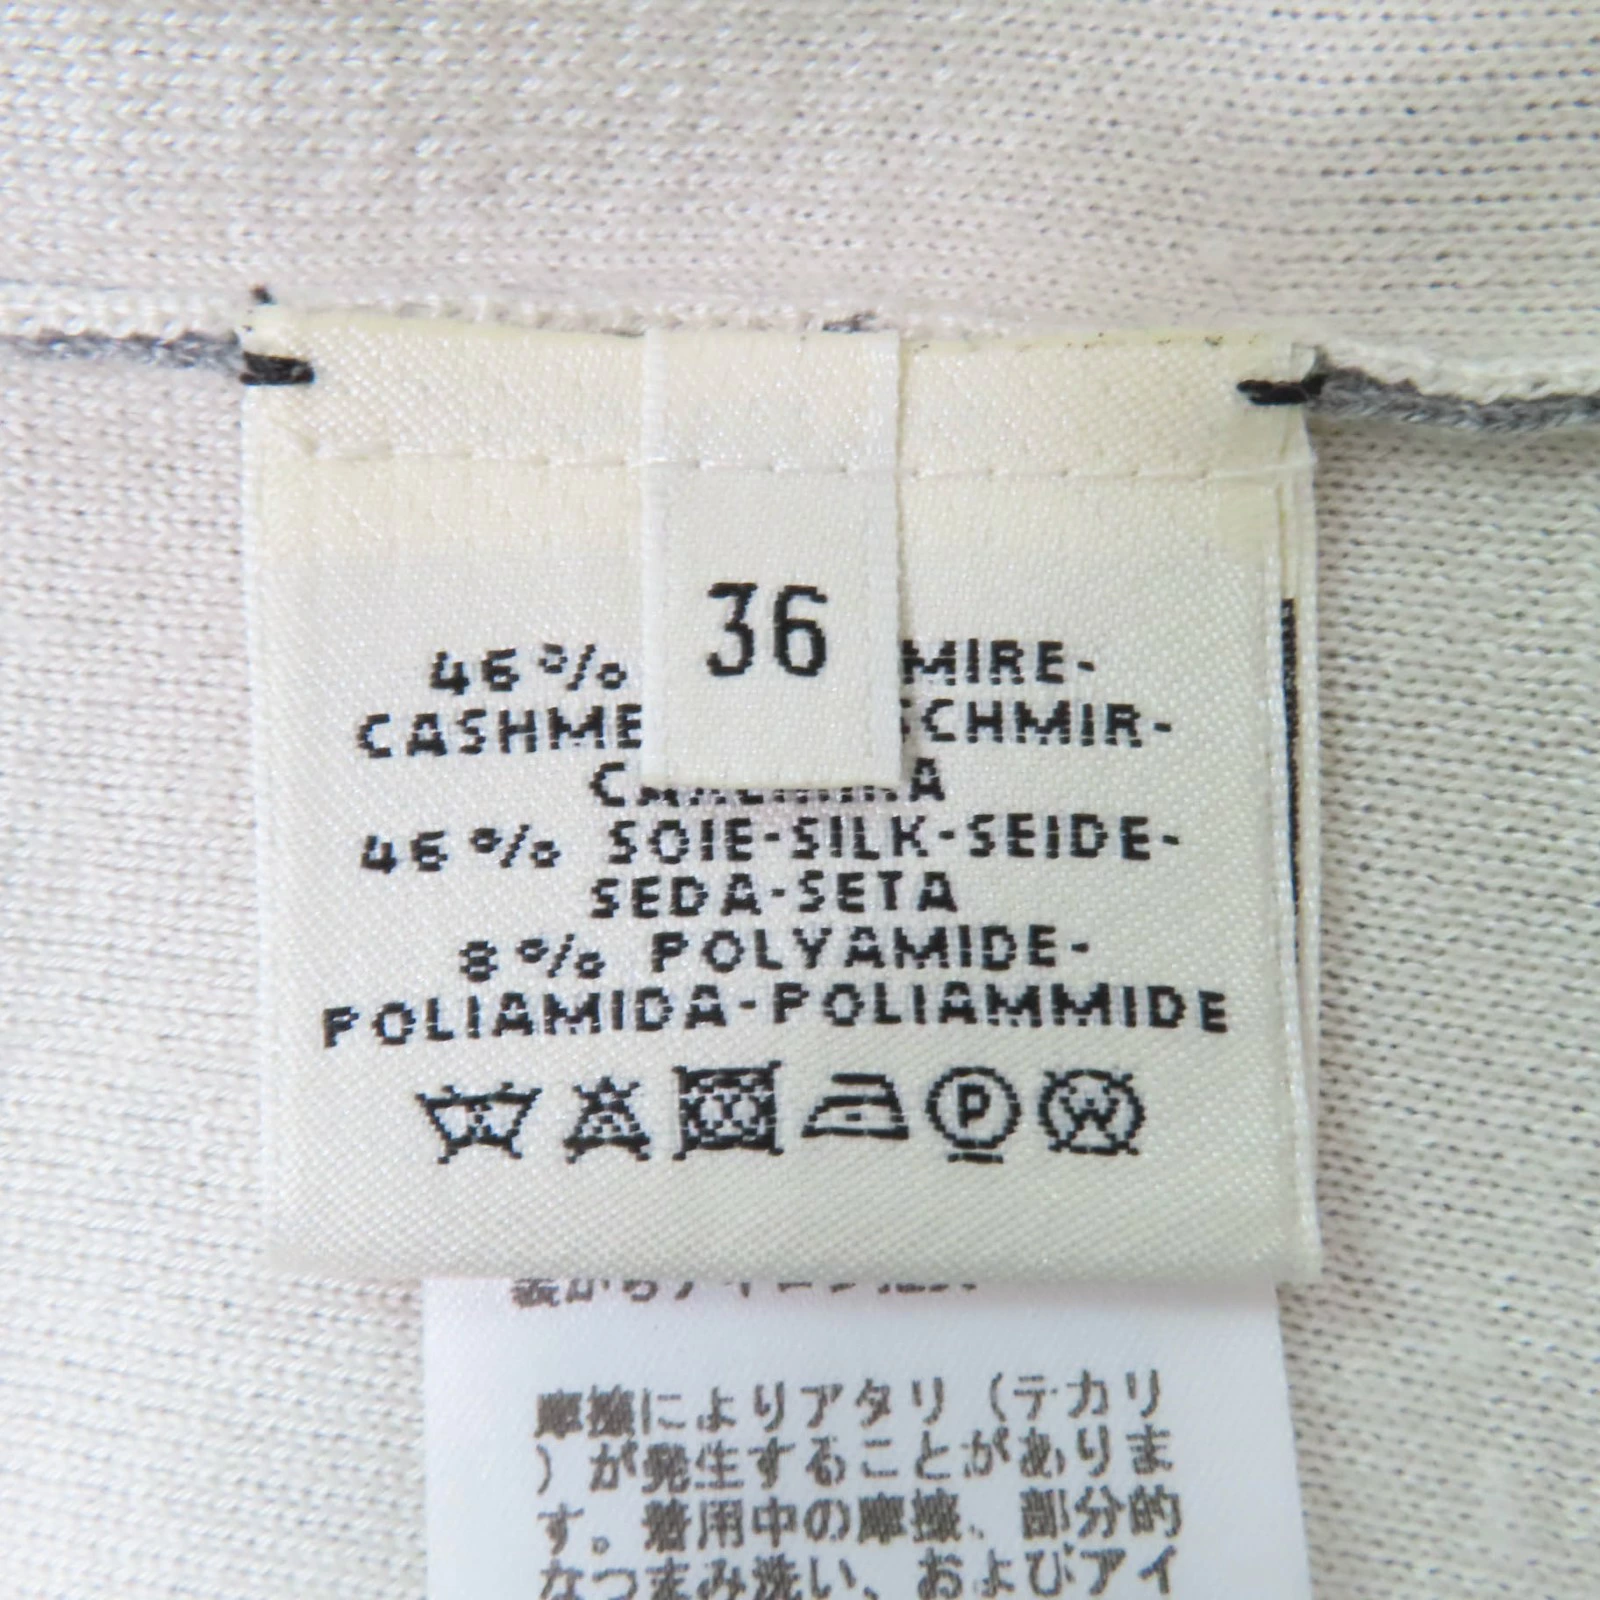 36
46%
MIRE-
CASHME
SCHMIR-
46% SOIE-SILK-SEIDE-
SEDA-SETA
8% POLYAMIDE-
POLIAMIDA-POLIAMMIDE
P W
摩擦によりアタリ（テカリ
）が発生することがありま
す。着用中の摩擦、部分的
なつまみ洗い、およびアイ